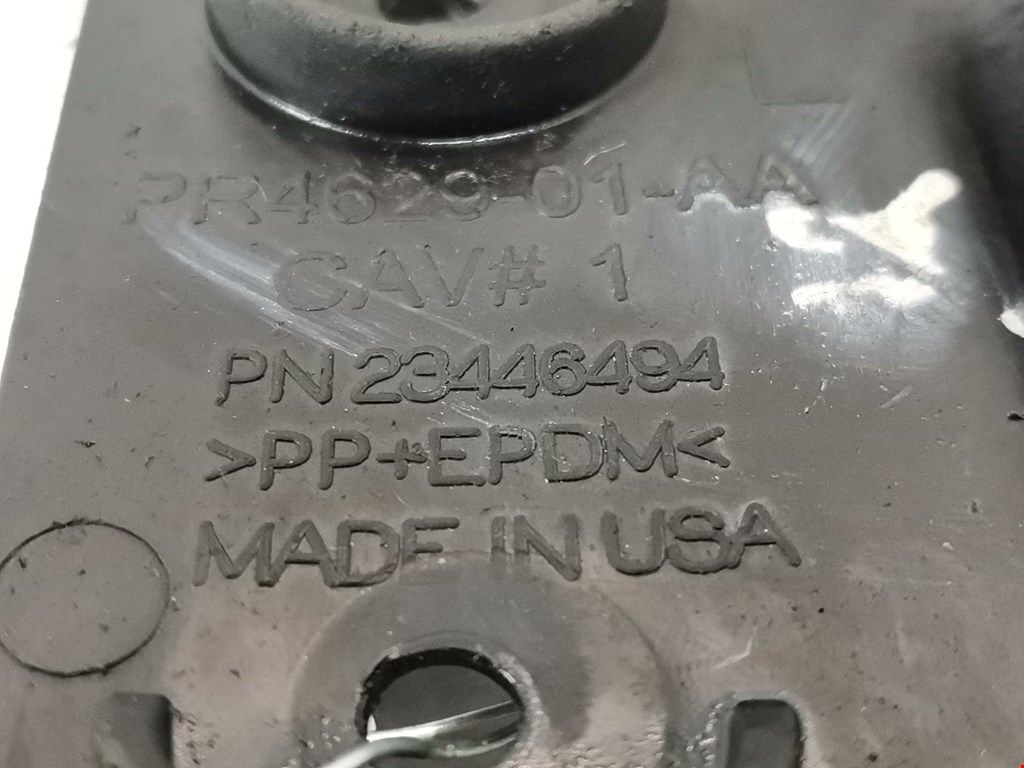 PR4629-01-AA
CAV# 1
PN 23446494
>PP+EPDM<
MADE IN USA